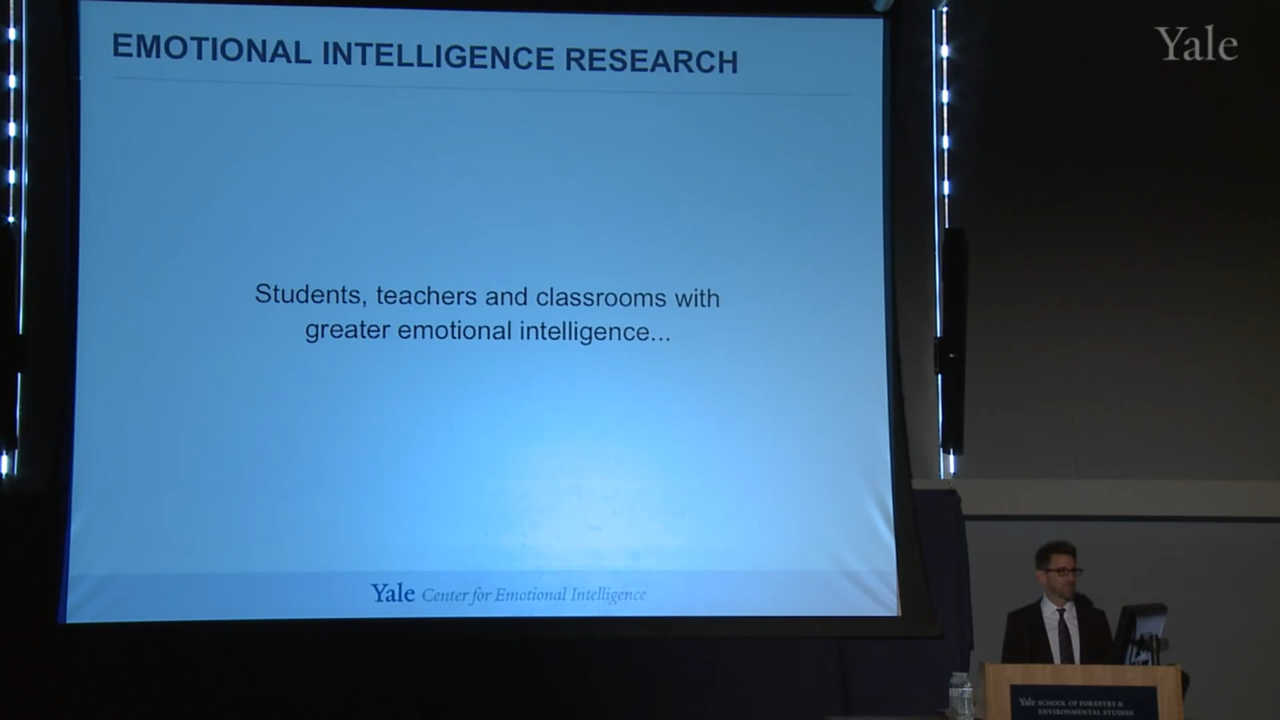 EMOTIONAL INTELLIGENCE RESEARCH
Yale
Students, teachers and classrooms with
greater emotional intelligence...
Yale Center for Emotional Intelligence
Yale SCHOOL OF FORESTRY &
ENVIRONMENTAL STUDIES